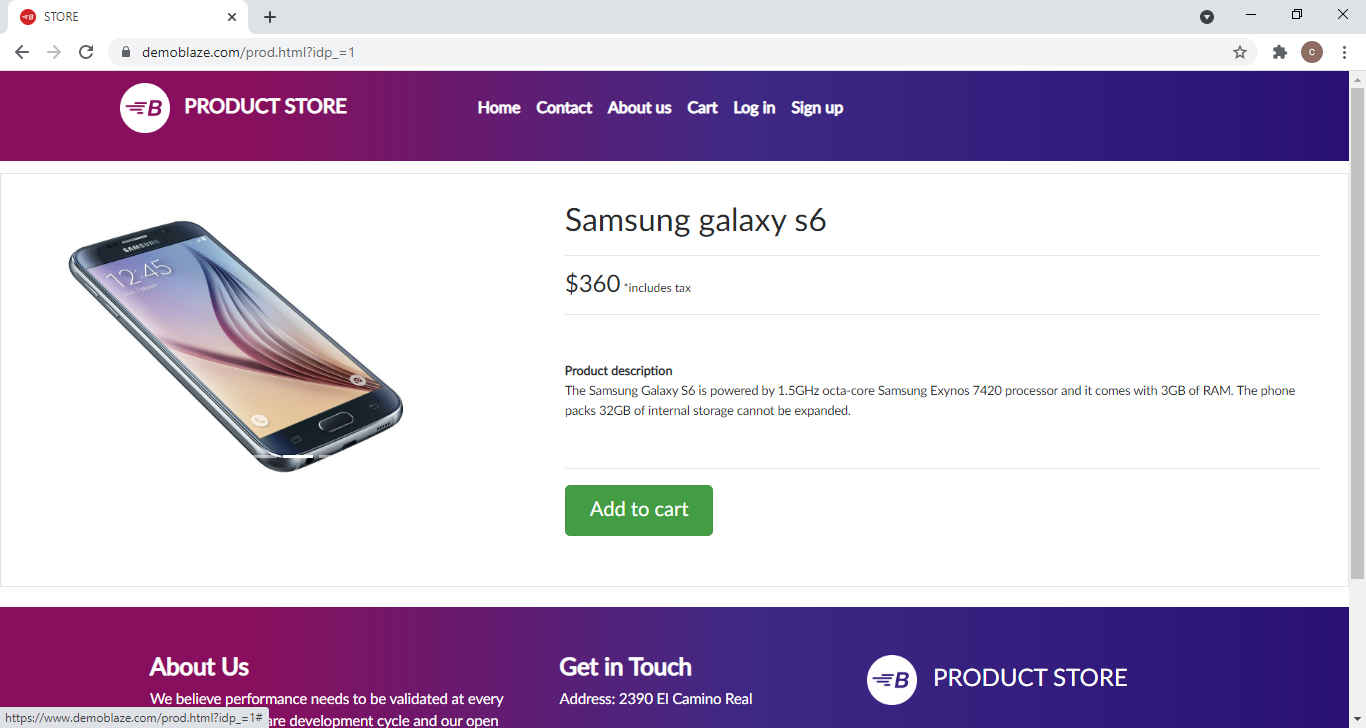 STORE
demoblaze.com/prod.html?idp_=1
C
B PRODUCT STORE Home Contact About us Cart Log in Sign up
SAMSUNG
12:45
Samsung galaxy s6
$360 *includes tax
Product description
The Samsung Galaxy S6 is powered by 1.5GHz octa-core Samsung Exynos 7420 processor and it comes with 3GB of RAM. The phone
packs 32GB of internal storage cannot be expanded.
Add to cart
About Us
We believe performance needs to be validated at every
are development cycle and our open
Get in Touch
Address: 2390 El Camino Real
B PRODUCT STORE
https://www.demoblaze.com/prod.html?idp_=1#